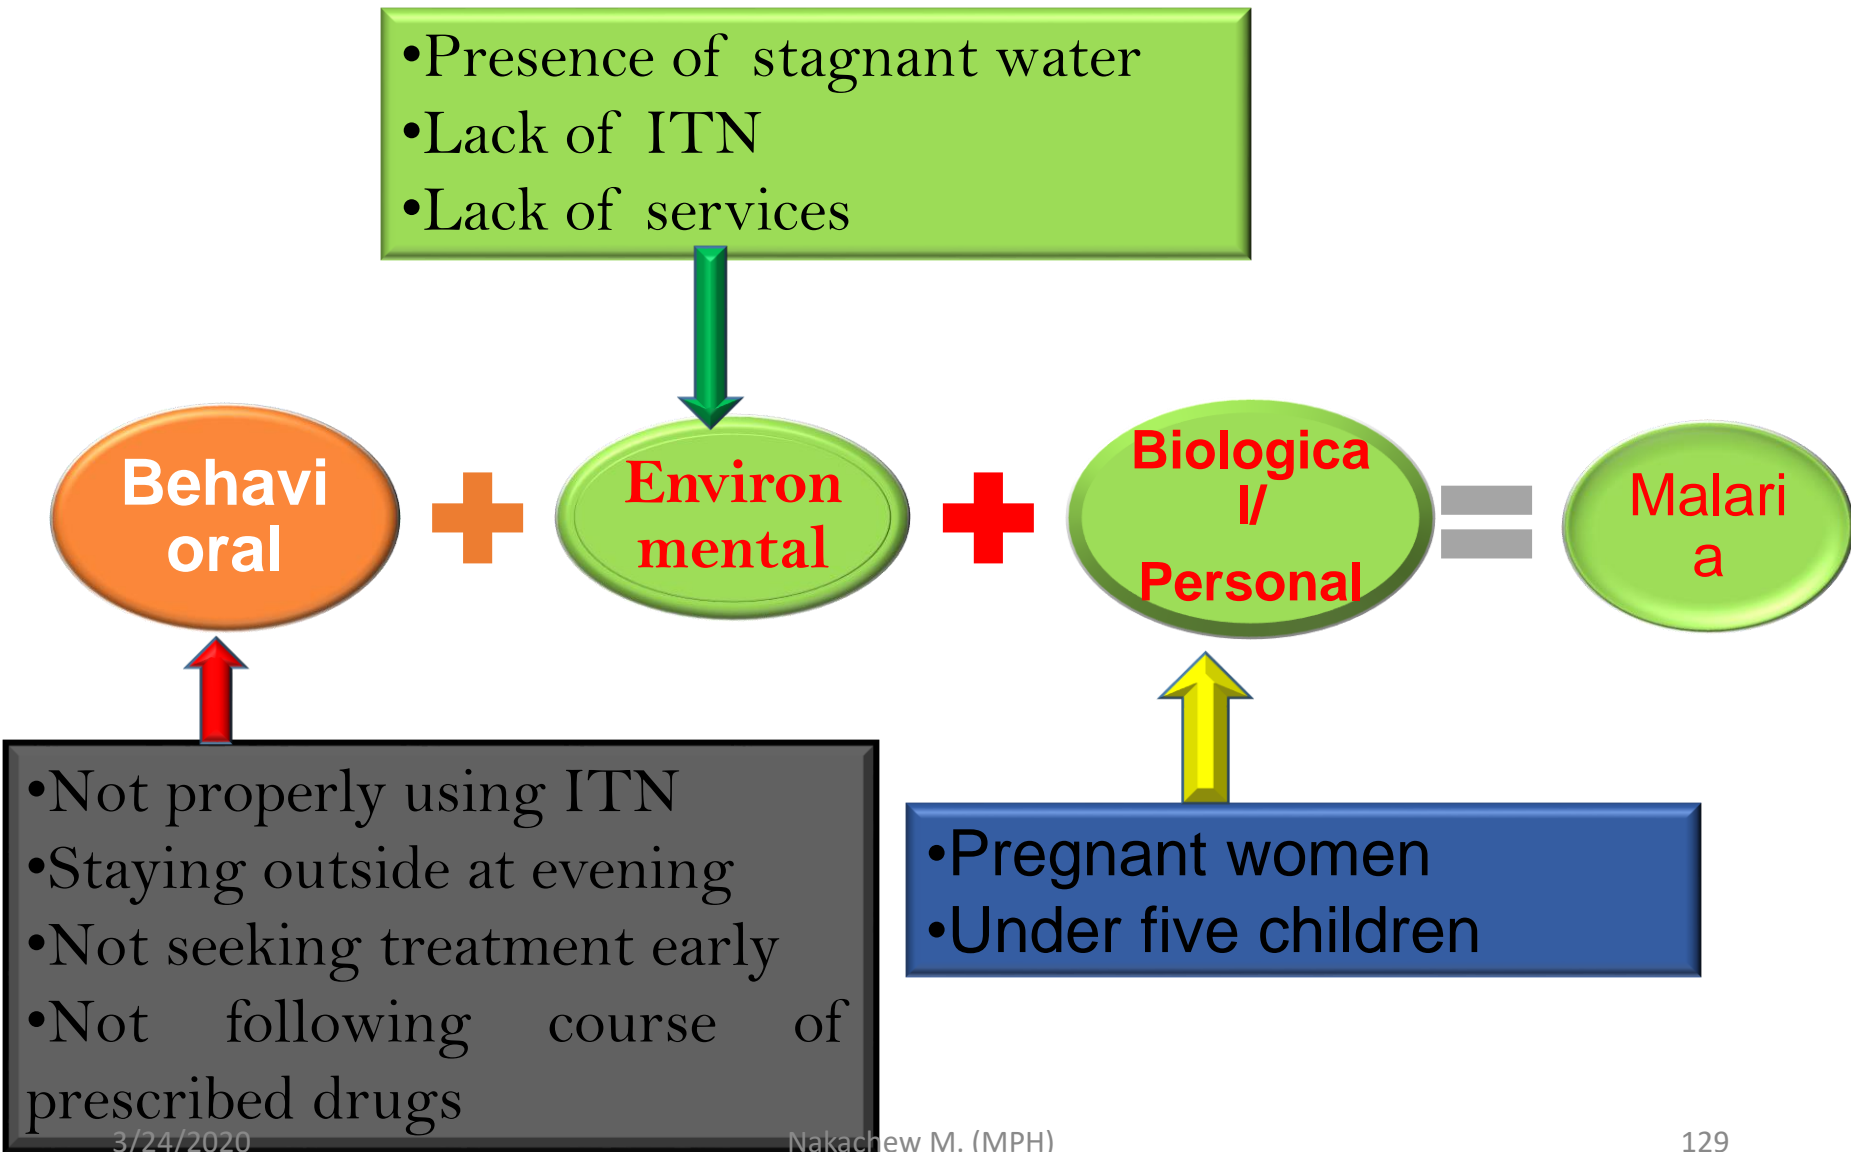 •Presence of stagnant water
•Lack of ITN
•Lack of services
Behavi
oral
Environ
mental
Biologica
l/
Personal
Malari
a
•Not properly using ITN
•Staying outside at evening
•Not seeking treatment early
•Not following course of
prescribed drugs
•Pregnant women
•Under five children
3/24/2020
Nakachew M. (MPH)
129